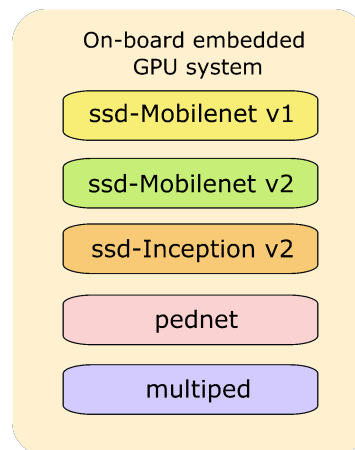 On-board embedded
GPU system
ssd-Mobilenet v1
ssd-Mobilenet v2
ssd-Inception v2
pednet
multiped